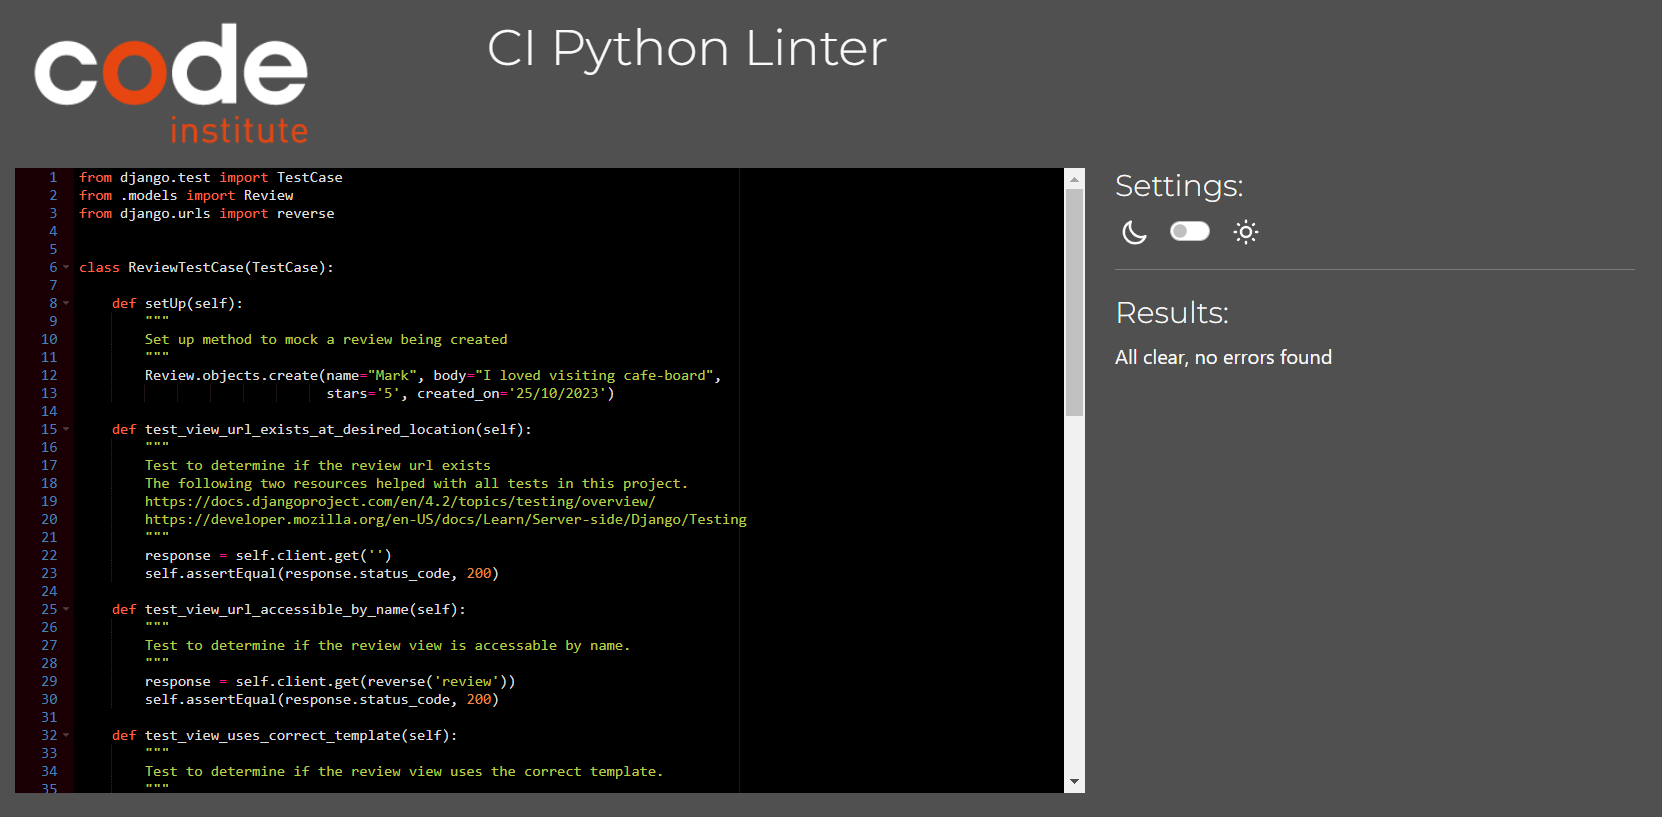 code
institute
CI Python Linter
1 from django.test import TestCase
2 from .models import Review
3 from django.urls import reverse
4
5
6 class ReviewTestCase(TestCase):
7
8     def setUp(self):
9         """
10         Set up method to mock a review being created
11         """
12         Review.objects.create(name="Mark", body="I loved visiting cafe-board",
13                               stars='5', created_on='25/10/2023')
14
15     def test_view_url_exists_at_desired_location(self):
16         """
17         Test to determine if the review url exists
18         The following two resources helped with all tests in this project.
19         https://docs.djangoproject.com/en/4.2/topics/testing/overview/
20         https://developer.mozilla.org/en-US/docs/Learn/Server-side/Django/Testing
21         """
22         response = self.client.get('')
23         self.assertEqual(response.status_code, 200)
24
25     def test_view_url_accessible_by_name(self):
26         """
27         Test to determine if the review view is accessable by name.
28         """
29         response = self.client.get(reverse('review'))
30         self.assertEqual(response.status_code, 200)
31
32     def test_view_uses_correct_template(self):
33         """
34         Test to determine if the review view uses the correct template.
35         """
Settings:
Results:
All clear, no errors found